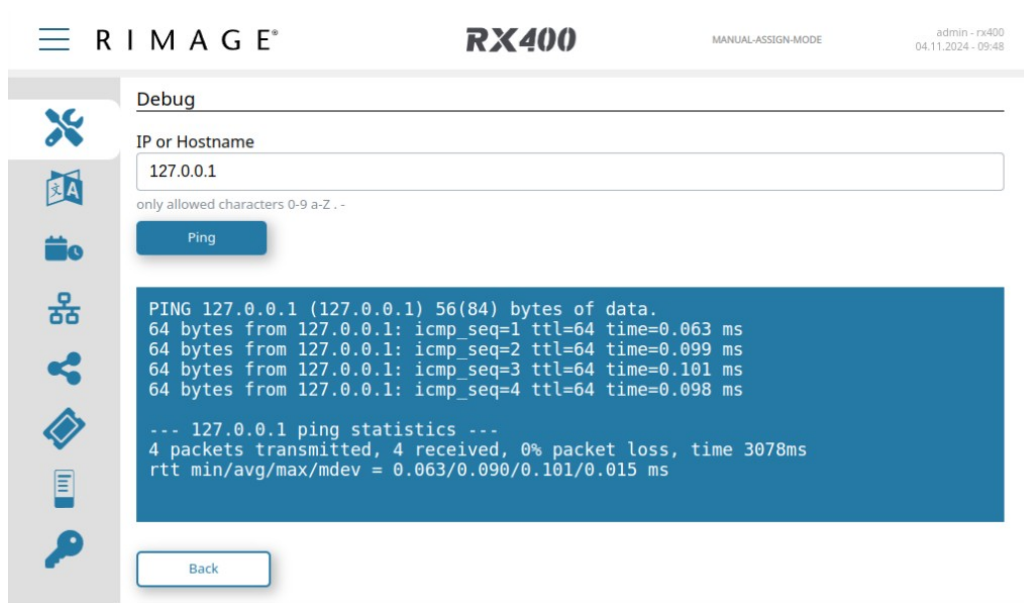 RIMAGE®
RX400
MANUAL-ASSIGN-MODE
admin - rx400
04.11.2024 - 09:48
Debug
IP or Hostname
127.0.0.1
only allowed characters 0-9 a-Z . -
Ping
PING 127.0.0.1 (127.0.0.1) 56(84) bytes of data.
64 bytes from 127.0.0.1: icmp_seq=1 ttl=64 time=0.063 ms
64 bytes from 127.0.0.1: icmp_seq=2 ttl=64 time=0.099 ms
64 bytes from 127.0.0.1: icmp_seq=3 ttl=64 time=0.101 ms
64 bytes from 127.0.0.1: icmp_seq=4 ttl=64 time=0.098 ms
--- 127.0.0.1 ping statistics ---
4 packets transmitted, 4 received, 0% packet loss, time 3078ms
rtt min/avg/max/mdev = 0.063/0.090/0.101/0.015 ms
文A
Back